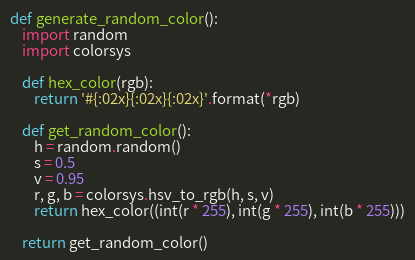 def generate_random_color():
    import random
    import colorsys

    def hex_color(rgb):
        return '#{:02x}{:02x}{:02x}'.format(*rgb)

    def get_random_color():
        h = random.random()
        s = 0.5
        v = 0.95
        r, g, b = colorsys.hsv_to_rgb(h, s, v)
        return hex_color((int(r * 255), int(g * 255), int(b * 255)))

    return get_random_color()